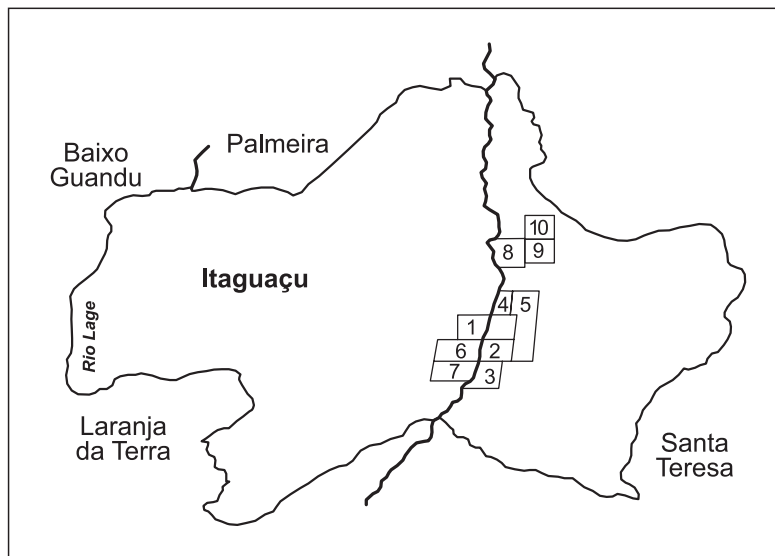 Palmeira
Baixo
Guandu
10
8
9
Itaguaçu
4
5
1
Rio Lage
6
2
7
3
Laranja
da Terra
Santa
Teresa